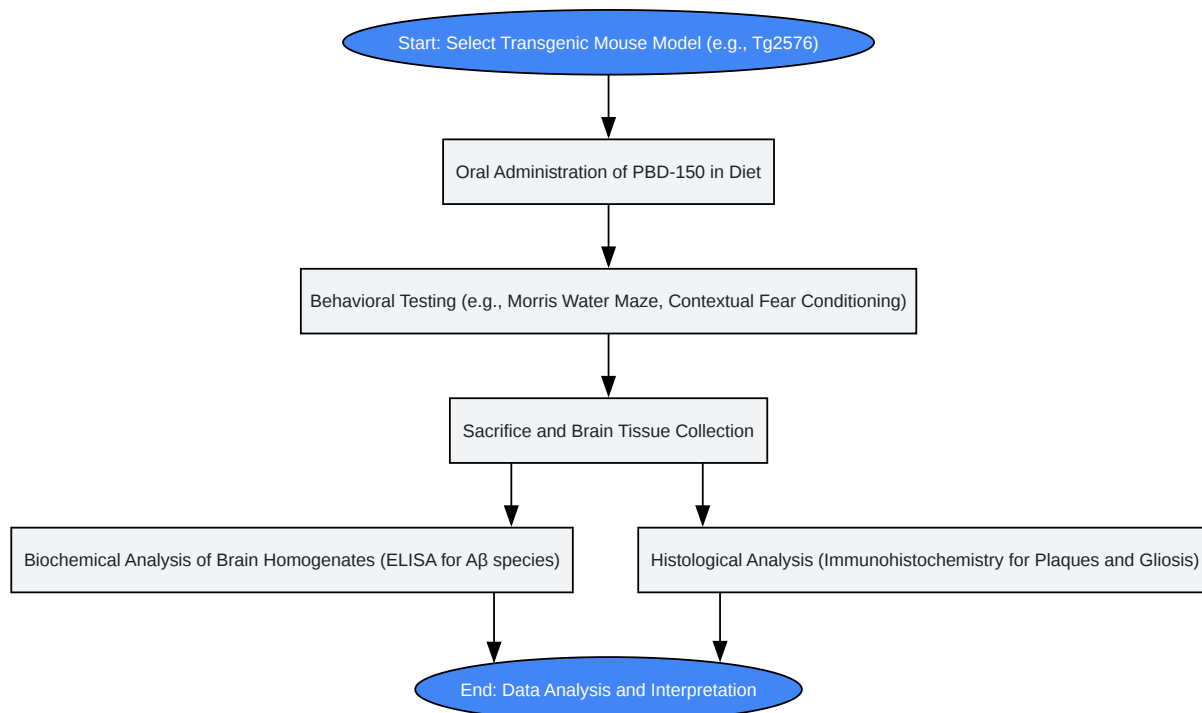 Start: Select Transgenic Mouse Model (e.g., Tg2576)
Oral Administration of PBD-150 in Diet
Behavioral Testing (e.g., Morris Water Maze, Contextual Fear Conditioning)
Sacrifice and Brain Tissue Collection
Biochemical Analysis of Brain Homogenates (ELISA for Aβ species)
Histological Analysis (Immunohistochemistry for Plaques and Gliosis)
End: Data Analysis and Interpretation